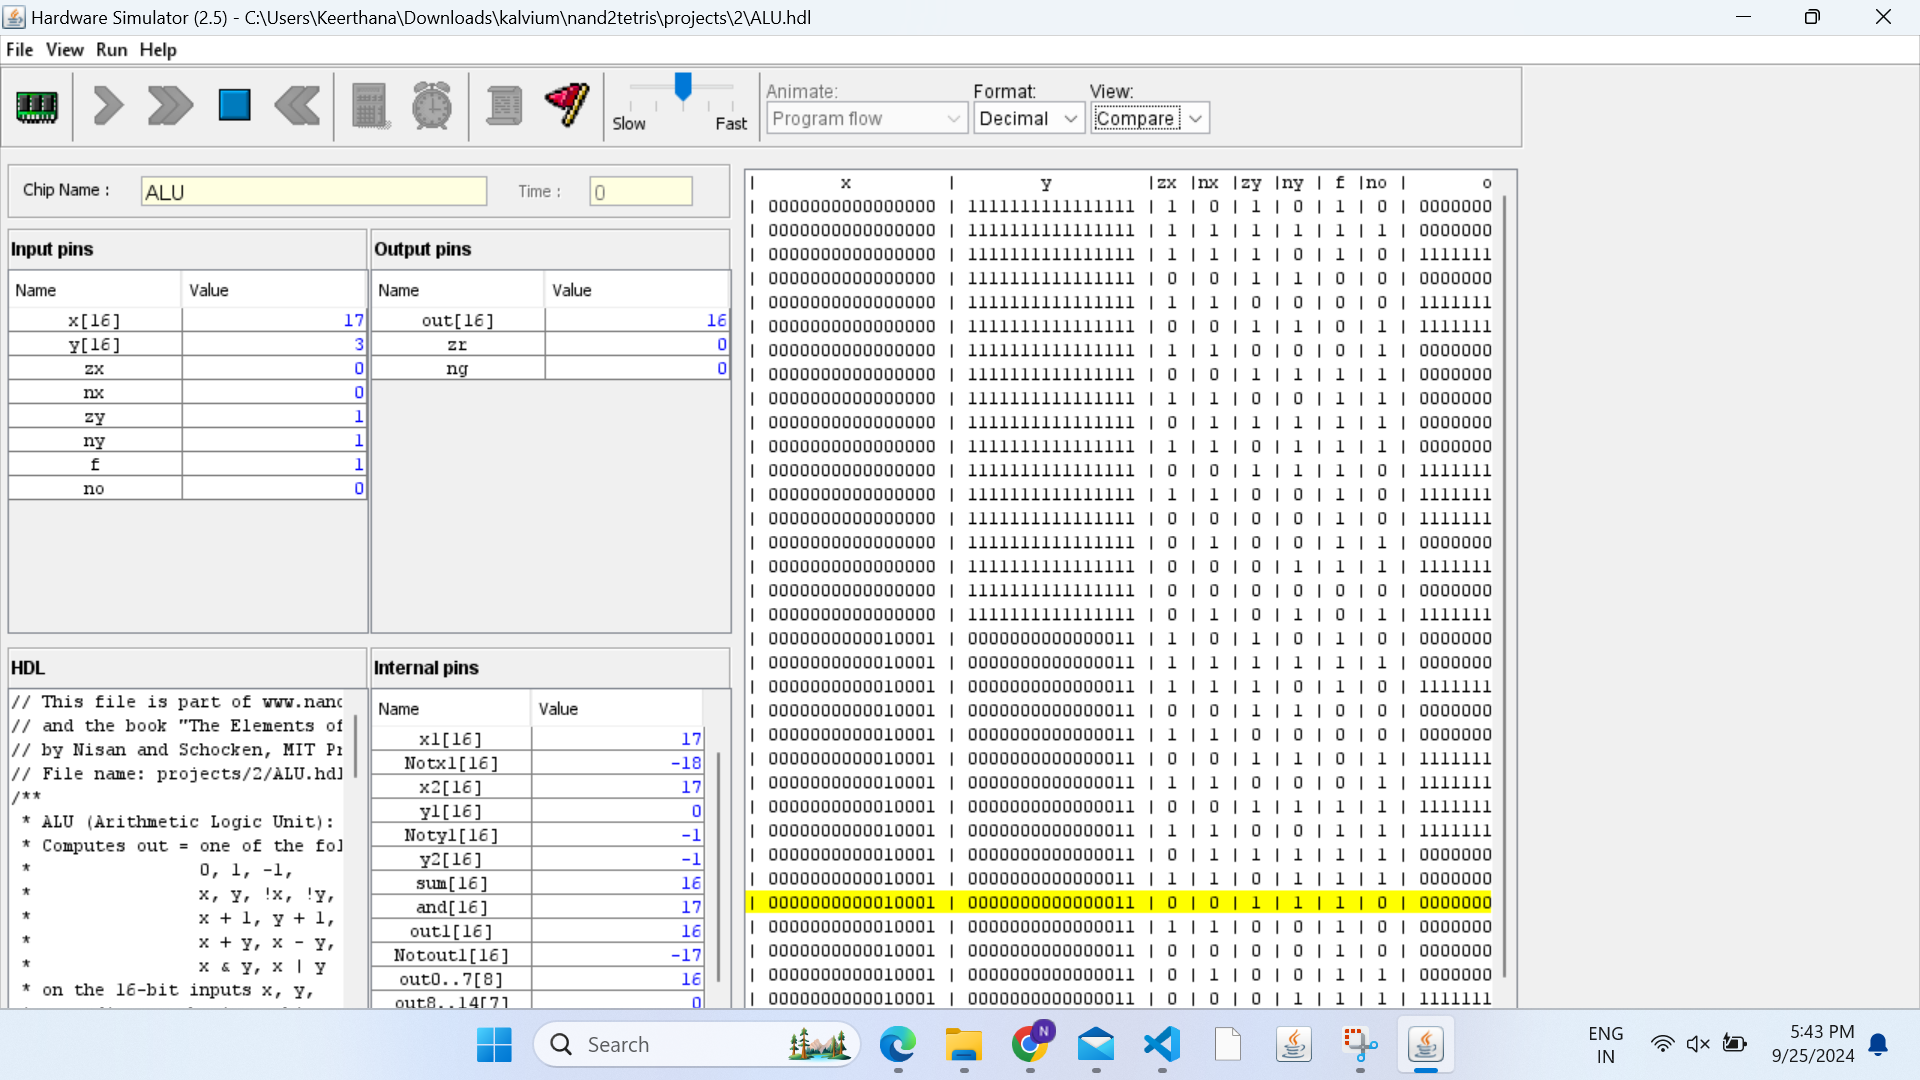 Hardware Simulator (2.5) - C:\Users\Keerthana\Downloads\kalvium\nand2tetris\projects\2\ALU.hdl
File View Run Help
Slow Fast
Animate:
Program flow
Format:
Decimal
View:
Compare
Chip Name : ALU Time : 0
Input pins
Name Value
x[16] 17
y[16] 3
zx 0
nx 0
zy 1
ny 1
f 1
no 0
Output pins
Name Value
out[16] 16
zr 0
ng 0
HDL
// This file is part of www.nanc
// and the book "The Elements of
// by Nisan and Schocken, MIT Pr
// File name: projects/2/ALU.hdl
/**
* ALU (Arithmetic Logic Unit):
* Computes out = one of the fol
* 0, 1, -1,
* x, y, !x, !y,
* x + 1, y + 1,
* x + y, x - y,
* x & y, x | y
* on the 16-bit inputs x, y,
Internal pins
Name Value
x1[16] 17
Notx1[16] -18
x2[16] 17
y1[16] 0
Noty1[16] -1
y2[16] -1
sum[16] 16
and[16] 17
out1[16] 16
Notout1[16] -17
out0..7[8] 16
out8..14[7] 0
| x | y |zx |nx |zy |ny | f |no | o
| 0000000000000000 | 1111111111111111 | 1 | 0 | 1 | 0 | 1 | 0 | 0000000
| 0000000000000000 | 1111111111111111 | 1 | 1 | 1 | 1 | 1 | 1 | 0000000
| 0000000000000000 | 1111111111111111 | 1 | 1 | 1 | 0 | 1 | 0 | 1111111
| 0000000000000000 | 1111111111111111 | 0 | 0 | 1 | 1 | 0 | 0 | 0000000
| 0000000000000000 | 1111111111111111 | 1 | 1 | 0 | 0 | 0 | 0 | 1111111
| 0000000000000000 | 1111111111111111 | 0 | 0 | 1 | 1 | 0 | 1 | 1111111
| 0000000000000000 | 1111111111111111 | 1 | 1 | 0 | 0 | 0 | 1 | 0000000
| 0000000000000000 | 1111111111111111 | 0 | 0 | 1 | 1 | 1 | 1 | 0000000
| 0000000000000000 | 1111111111111111 | 1 | 1 | 0 | 0 | 1 | 1 | 0000000
| 0000000000000000 | 1111111111111111 | 0 | 1 | 1 | 1 | 1 | 1 | 0000000
| 0000000000000000 | 1111111111111111 | 1 | 1 | 0 | 1 | 1 | 1 | 0000000
| 0000000000000000 | 1111111111111111 | 0 | 0 | 1 | 1 | 1 | 0 | 1111111
| 0000000000000000 | 1111111111111111 | 1 | 1 | 0 | 0 | 1 | 0 | 1111111
| 0000000000000000 | 1111111111111111 | 0 | 0 | 0 | 0 | 1 | 0 | 1111111
| 0000000000000000 | 1111111111111111 | 0 | 1 | 0 | 0 | 1 | 1 | 0000000
| 0000000000000000 | 1111111111111111 | 0 | 0 | 0 | 1 | 1 | 1 | 1111111
| 0000000000000000 | 1111111111111111 | 0 | 0 | 0 | 0 | 0 | 0 | 0000000
| 0000000000000000 | 1111111111111111 | 0 | 1 | 0 | 1 | 0 | 1 | 1111111
| 0000000000010001 | 0000000000000011 | 1 | 0 | 1 | 0 | 1 | 0 | 0000000
| 0000000000010001 | 0000000000000011 | 1 | 1 | 1 | 1 | 1 | 1 | 0000000
| 0000000000010001 | 0000000000000011 | 1 | 1 | 1 | 0 | 1 | 0 | 1111111
| 0000000000010001 | 0000000000000011 | 0 | 0 | 1 | 1 | 0 | 0 | 0000000
| 0000000000010001 | 0000000000000011 | 1 | 1 | 0 | 0 | 0 | 0 | 0000000
| 0000000000010001 | 0000000000000011 | 0 | 0 | 1 | 1 | 0 | 1 | 1111111
| 0000000000010001 | 0000000000000011 | 1 | 1 | 0 | 0 | 0 | 1 | 1111111
| 0000000000010001 | 0000000000000011 | 0 | 0 | 1 | 1 | 1 | 1 | 1111111
| 0000000000010001 | 0000000000000011 | 1 | 1 | 0 | 0 | 1 | 1 | 1111111
| 0000000000010001 | 0000000000000011 | 0 | 1 | 1 | 1 | 1 | 1 | 0000000
| 0000000000010001 | 0000000000000011 | 1 | 1 | 0 | 1 | 1 | 1 | 0000000
| 0000000000010001 | 0000000000000011 | 0 | 0 | 1 | 1 | 1 | 0 | 0000000
| 0000000000010001 | 0000000000000011 | 1 | 1 | 0 | 0 | 1 | 0 | 0000000
| 0000000000010001 | 0000000000000011 | 0 | 0 | 0 | 0 | 1 | 0 | 0000000
| 0000000000010001 | 0000000000000011 | 0 | 1 | 0 | 0 | 1 | 1 | 0000000
| 0000000000010001 | 0000000000000011 | 0 | 0 | 0 | 1 | 1 | 1 | 1111111
Search
N
ENG
IN
5:43 PM
9/25/2024